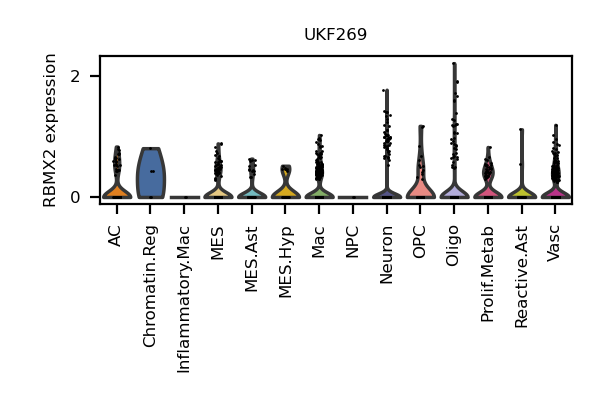 UKF269
RBMX2 expression
2
0
AC
Chromatin.Reg
Inflammatory.Mac
MES
MES.Ast
MES.Hyp
Mac
NPC
Neuron
OPC
Oligo
Prolif.Metab
Reactive.Ast
Vasc